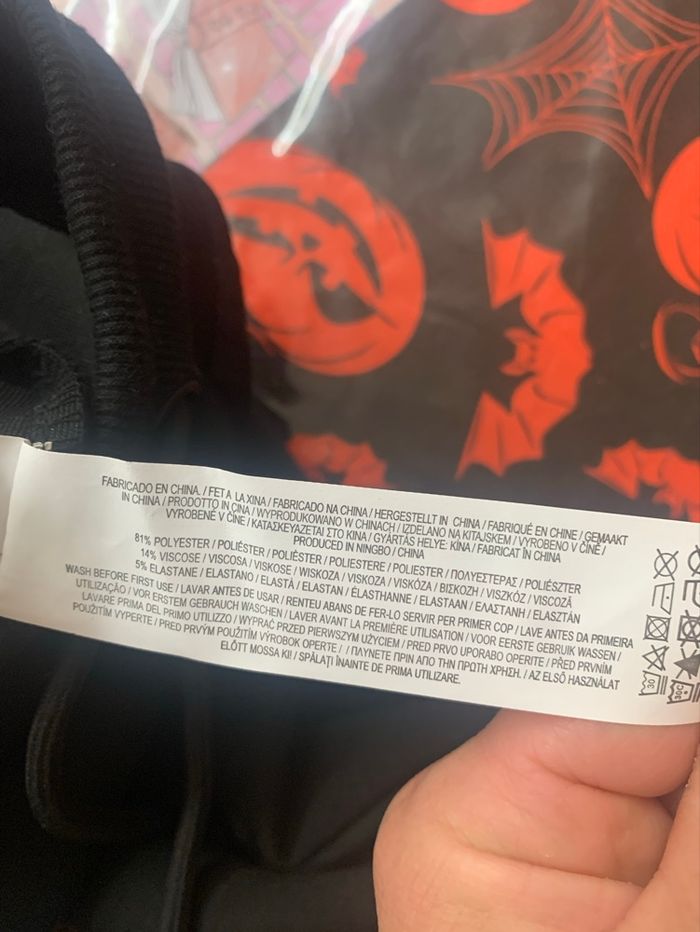 FABRICADO EN CHINA. / FET A LA XINA / FABRICADO NA CHINA / HERGESTELLT IN CHINA / FABRIQUÉ EN CHINE / GEMAAKT
IN CHINA / PRODOTTO IN CINA / WYPRODUKOWANO W CHINACH / IZDELANO NA KITAJSKEM / VYROBENO V ČÍNĚ /
VYROBENÉ V ČÍNE / ΚΑΤΑΣΚΕΥΑΖΕΤΑΙ ΣΤΟ ΚΙΝΑ / GYÁRTÁS HELYE: KÍNA / FABRICAT ÎN CHINA
PRODUCED IN NINGBO / CHINA
81% POLYESTER / POLIÉSTER / POLIÈSTER / POLIESTERE / POLIESTER / ΠΟΛΥΕΣΤΕΡΑΣ / POLIÉSZTER
14% VISCOSE / VISCOSA / VISKOSE / WISKOZA / VISKOZA / VISKÓZA / ΒΙΣΚΟΖΗ / VISZKÓZ / VISCOZĂ
5% ELASTANE / ELASTANO / ELASTÀ / ELASTAN / ÉLASTHANNE / ELASTAAN / ΕΛΑΣΤΑΝΗ / ELASZTÁN
WASH BEFORE FIRST USE / LAVAR ANTES DE USAR / RENTEU ABANS DE FER-LO SERVIR PER PRIMER COP / LAVE ANTES DA PRIMEIRA
UTILIZAÇÃO / VOR ERSTEM GEBRAUCH WASCHEN / LAVER AVANT LA PREMIÈRE UTILISATION / VOOR EERSTE GEBRUIK WASSEN /
LAVARE PRIMA DEL PRIMO UTILIZZO / WYPRAĆ PRZED PIERWSZYM UŻYCIEM / PRED PRVO UPORABO OPERITE / PŘED PRVNÍM
POUŽITÍM VYPERTE / PRED PRVÝM POUŽITÍM VÝROBOK OPERTE / / ΠΛΥΝΕΤΕ ΠΡΙΝ ΑΠΟ ΤΗΝ ΠΡΩΤΗ ΧΡΗΣΗ. / AZ ELSŐ HASZNÁLAT
ELŐTT MOSSA KI! / SPĂLAȚI ÎNAINTE DE PRIMA UTILIZARE.
30
30C